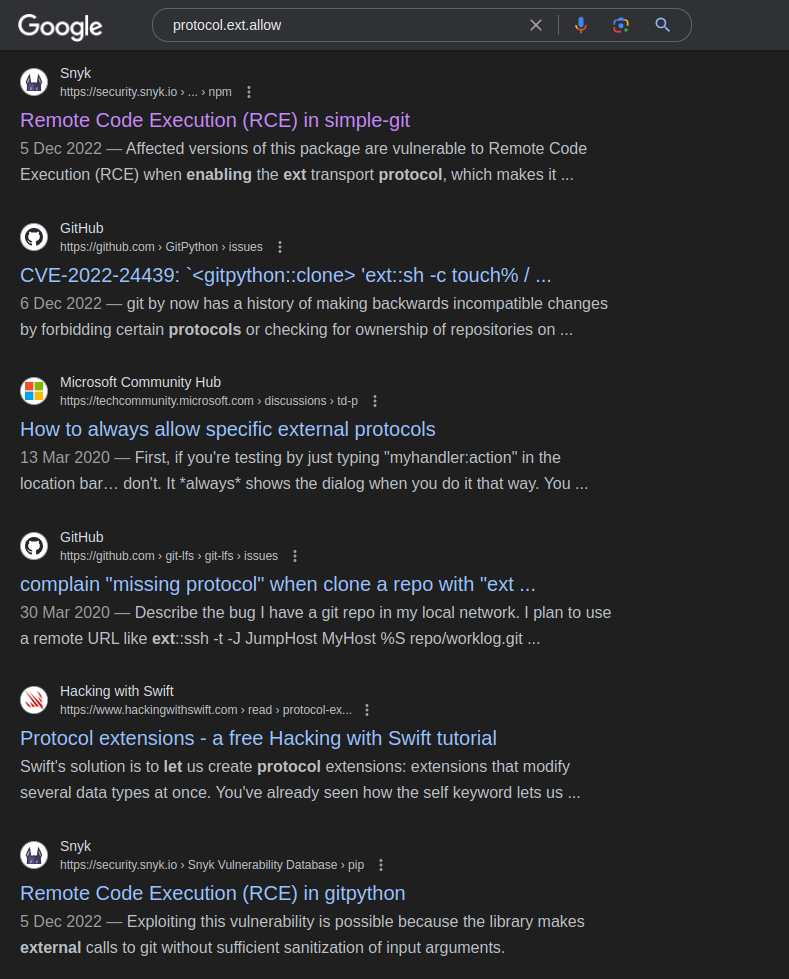 Google
protocol.ext.allow
Snyk
https://security.snyk.io › ... › npm
Remote Code Execution (RCE) in simple-git
5 Dec 2022 — Affected versions of this package are vulnerable to Remote Code
Execution (RCE) when enabling the ext transport protocol, which makes it ...
GitHub
https://github.com › GitPython › issues
CVE-2022-24439: `<gitpython::clone> 'ext::sh -c touch% / ...
6 Dec 2022 — git by now has a history of making backwards incompatible changes
by forbidding certain protocols or checking for ownership of repositories on ...
Microsoft Community Hub
https://techcommunity.microsoft.com › discussions › td-p
How to always allow specific external protocols
13 Mar 2020 — First, if you're testing by just typing "myhandler:action" in the
location bar… don't. It *always* shows the dialog when you do it that way. You ...
GitHub
https://github.com › git-lfs › git-lfs › issues
complain "missing protocol" when clone a repo with "ext ...
30 Mar 2020 — Describe the bug I have a git repo in my local network. I plan to use
a remote URL like ext::ssh -t -J JumpHost MyHost %S repo/worklog.git ...
Hacking with Swift
https://www.hackingwithswift.com › read › protocol-ex...
Protocol extensions - a free Hacking with Swift tutorial
Swift's solution is to let us create protocol extensions: extensions that modify
several data types at once. You've already seen how the self keyword lets us ...
Snyk
https://security.snyk.io › Snyk Vulnerability Database › pip
Remote Code Execution (RCE) in gitpython
5 Dec 2022 — Exploiting this vulnerability is possible because the library makes
external calls to git without sufficient sanitization of input arguments.